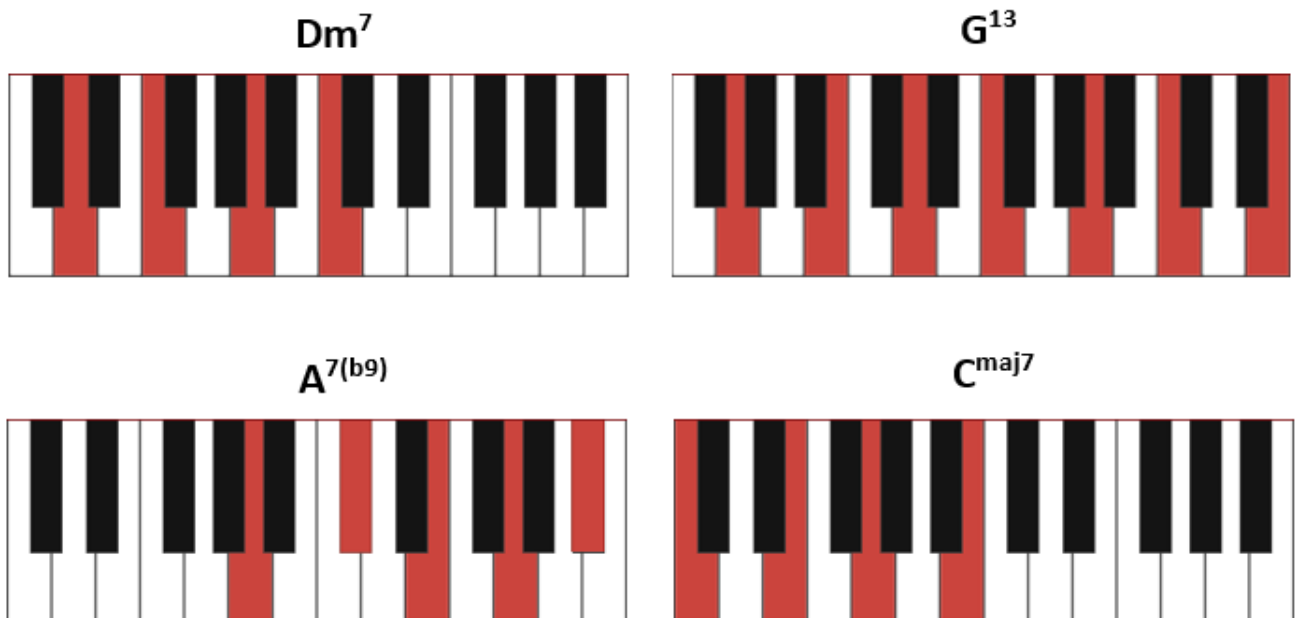 Dm⁷
G¹³
A⁷⁽ᵇ⁹⁾
Cᵐᵃʲ⁷